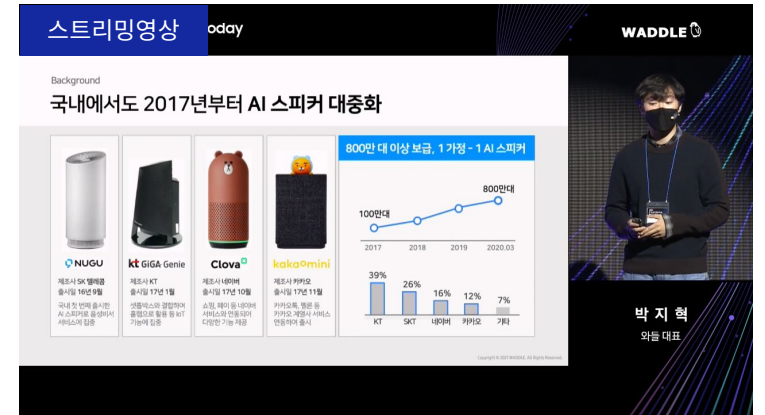 스트리밍영상
oday
WADDLE
Background
국내에서도 2017년부터 AI 스피커 대중화
NUGU
제조사 SK 텔레콤
출시일 16년 9월
국내 첫 번째 출시한
AI 스피커로 음성비서
서비스에 집중
kt GiGA Genie
제조사 KT
출시일 17년 1월
셋톱박스와 결합하여
홈캠으로 활용 등 IoT
기능에 집중
Clova
제조사 네이버
출시일 17년 10월
쇼핑, 페이 등 네이버
서비스와 연동되어
다양한 기능 제공
kakaomini
제조사 카카오
출시일 17년 11월
카카오톡, 멜론 등
카카오 계열사 서비스
연동하여 출시
800만 대 이상 보급, 1 가정 - 1 AI 스피커
100만대
800만대
2017 2018 2019 2020.03
39% 26% 16% 12% 7%
KT SKT 네이버 카카오 기타
Copyright © 2021 WADDLE, All Rights Reserved.
박지혁
와들 대표